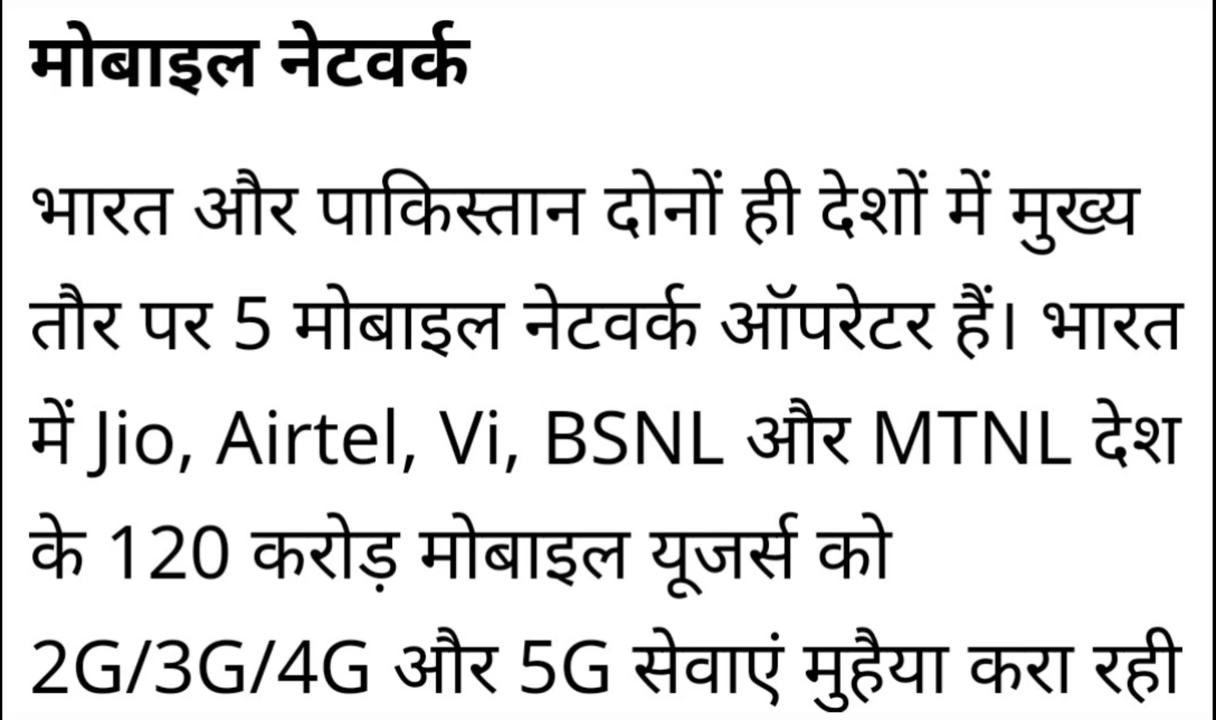 मोबाइल नेटवर्क
भारत और पाकिस्तान दोनों ही देशों में मुख्य
तौर पर 5 मोबाइल नेटवर्क ऑपरेटर हैं। भारत
में Jio, Airtel, Vi, BSNL और MTNL देश
के 120 करोड़ मोबाइल यूजर्स को
2G/3G/4G और 5G सेवाएं मुहैया करा रही